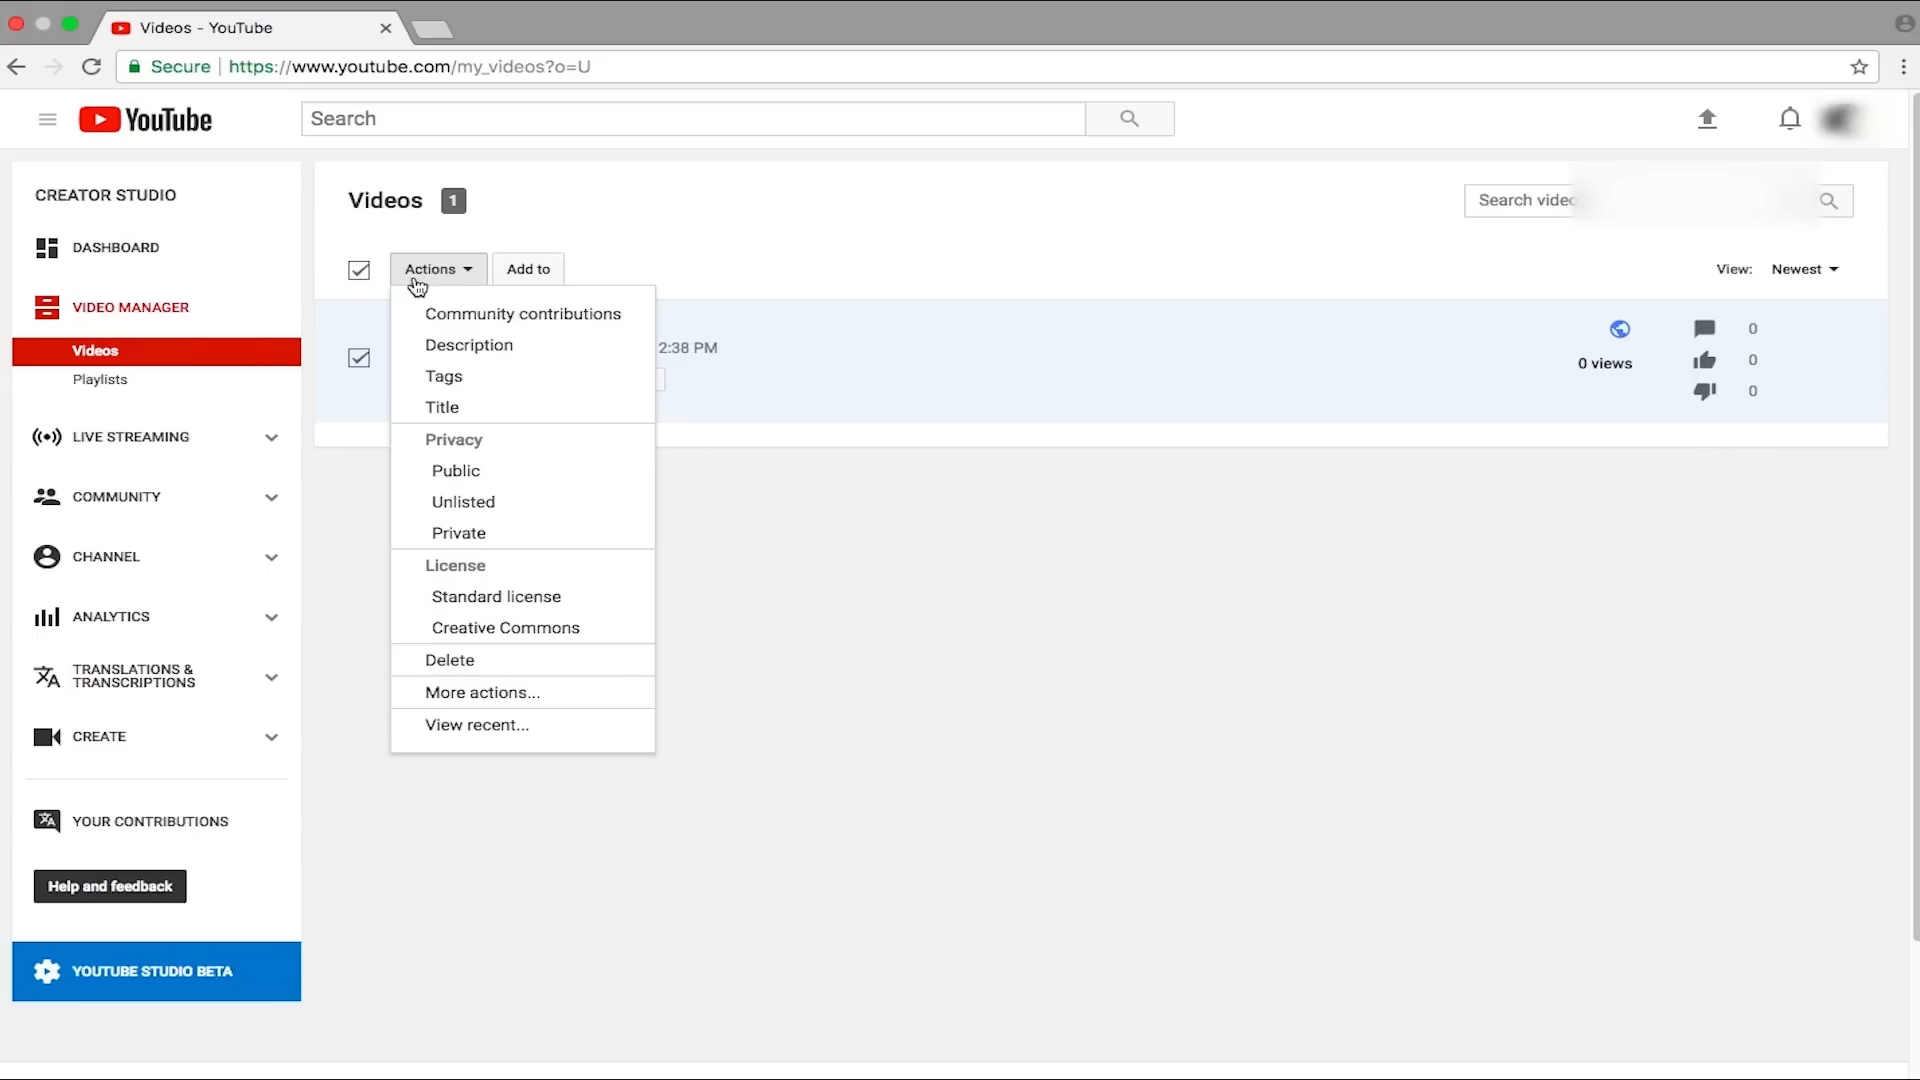 Videos - YouTube
Secure
https://www.youtube.com/my_videos?o=U
YouTube
Search
CREATOR STUDIO
DASHBOARD
VIDEO MANAGER
Videos
Playlists
LIVE STREAMING
COMMUNITY
CHANNEL
ANALYTICS
TRANSLATIONS &
TRANSCRIPTIONS
CREATE
YOUR CONTRIBUTIONS
Help and feedback
YOUTUBE STUDIO BETA
Videos 1
Search
Actions
Add to
View: Newest
Community contributions
Description
Tags
Title
Privacy
Public
Unlisted
Private
License
Standard license
Creative Commons
Delete
More actions...
View recent...
2:38 PM
0 views
0
0
0